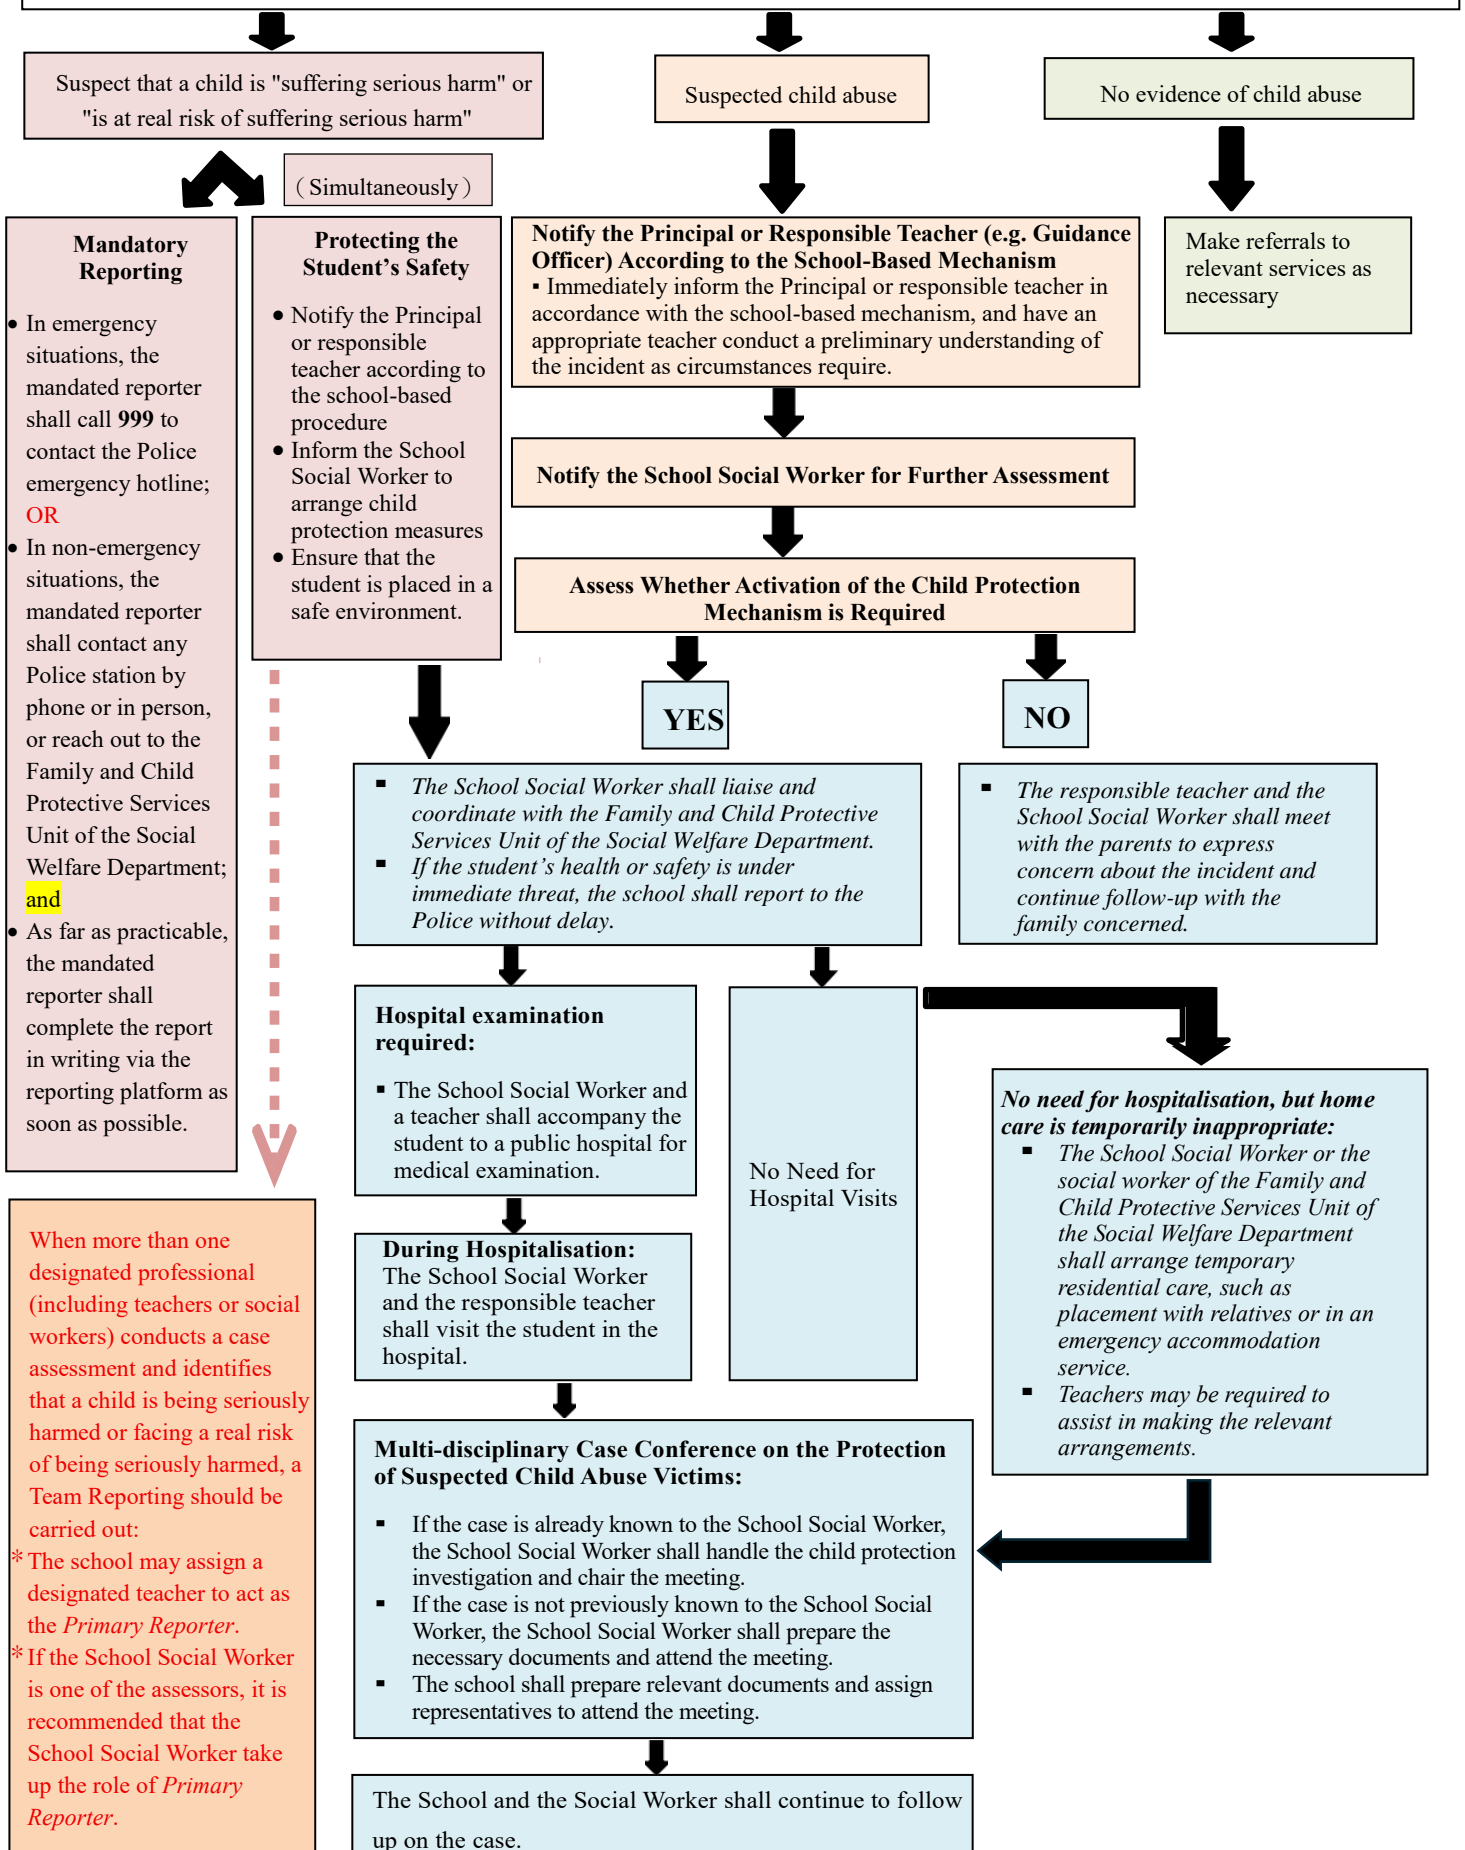 Suspect that a child is "suffering serious harm" or
"is at real risk of suffering serious harm"
Suspected child abuse
No evidence of child abuse
（Simultaneously）
Mandatory
Reporting
• In emergency
situations, the
mandated reporter
shall call 999 to
contact the Police
emergency hotline;
OR
• In non-emergency
situations, the
mandated reporter
shall contact any
Police station by
phone or in person,
or reach out to the
Family and Child
Protective Services
Unit of the Social
Welfare Department;
and
• As far as practicable,
the mandated
reporter shall
complete the report
in writing via the
reporting platform as
soon as possible.
Protecting the
Student’s Safety
• Notify the Principal
or responsible
teacher according to
the school-based
procedure
• Inform the School
Social Worker to
arrange child
protection measures
• Ensure that the
student is placed in a
safe environment.
Notify the Principal or Responsible Teacher (e.g. Guidance
Officer) According to the School-Based Mechanism
▪ Immediately inform the Principal or responsible teacher in
accordance with the school-based mechanism, and have an
appropriate teacher conduct a preliminary understanding of
the incident as circumstances require.
Make referrals to
relevant services as
necessary
Notify the School Social Worker for Further Assessment
Assess Whether Activation of the Child Protection
Mechanism is Required
YES
NO
▪ The School Social Worker shall liaise and
coordinate with the Family and Child Protective
Services Unit of the Social Welfare Department.
▪ If the student’s health or safety is under
immediate threat, the school shall report to the
Police without delay.
▪ The responsible teacher and the
School Social Worker shall meet
with the parents to express
concern about the incident and
continue follow-up with the
family concerned.
Hospital examination
required:
▪ The School Social Worker and
a teacher shall accompany the
student to a public hospital for
medical examination.
No Need for
Hospital Visits
No need for hospitalisation, but home
care is temporarily inappropriate:
▪ The School Social Worker or the
social worker of the Family and
Child Protective Services Unit of
the Social Welfare Department
shall arrange temporary
residential care, such as
placement with relatives or in an
emergency accommodation
service.
▪ Teachers may be required to
assist in making the relevant
arrangements.
During Hospitalisation:
The School Social Worker
and the responsible teacher
shall visit the student in the
hospital.
When more than one
designated professional
(including teachers or social
workers) conducts a case
assessment and identifies
that a child is being seriously
harmed or facing a real risk
of being seriously harmed, a
Team Reporting should be
carried out:
* The school may assign a
designated teacher to act as
the Primary Reporter.
* If the School Social Worker
is one of the assessors, it is
recommended that the
School Social Worker take
up the role of Primary
Reporter.
Multi-disciplinary Case Conference on the Protection
of Suspected Child Abuse Victims:
▪ If the case is already known to the School Social Worker,
the School Social Worker shall handle the child protection
investigation and chair the meeting.
▪ If the case is not previously known to the School Social
Worker, the School Social Worker shall prepare the
necessary documents and attend the meeting.
▪ The school shall prepare relevant documents and assign
representatives to attend the meeting.
The School and the Social Worker shall continue to follow
up on the case.